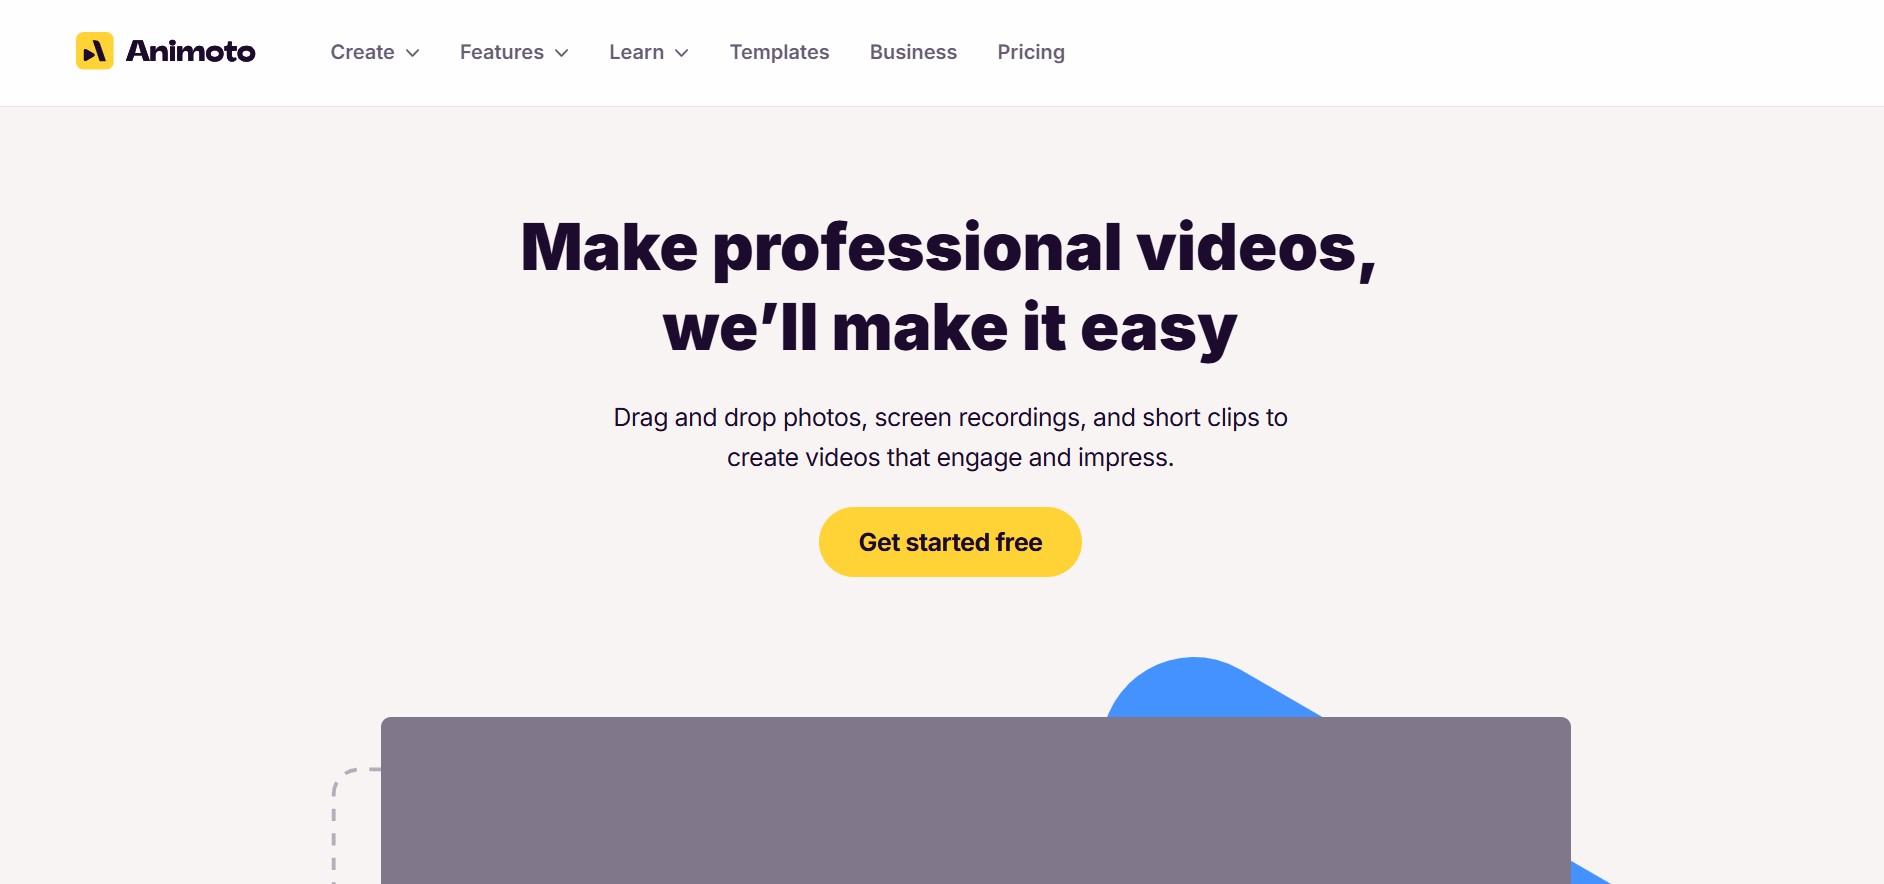 Animoto
Create
Features
Learn
Templates
Business
Pricing
Make professional videos,
we’ll make it easy
Drag and drop photos, screen recordings, and short clips to
create videos that engage and impress.
Get started free